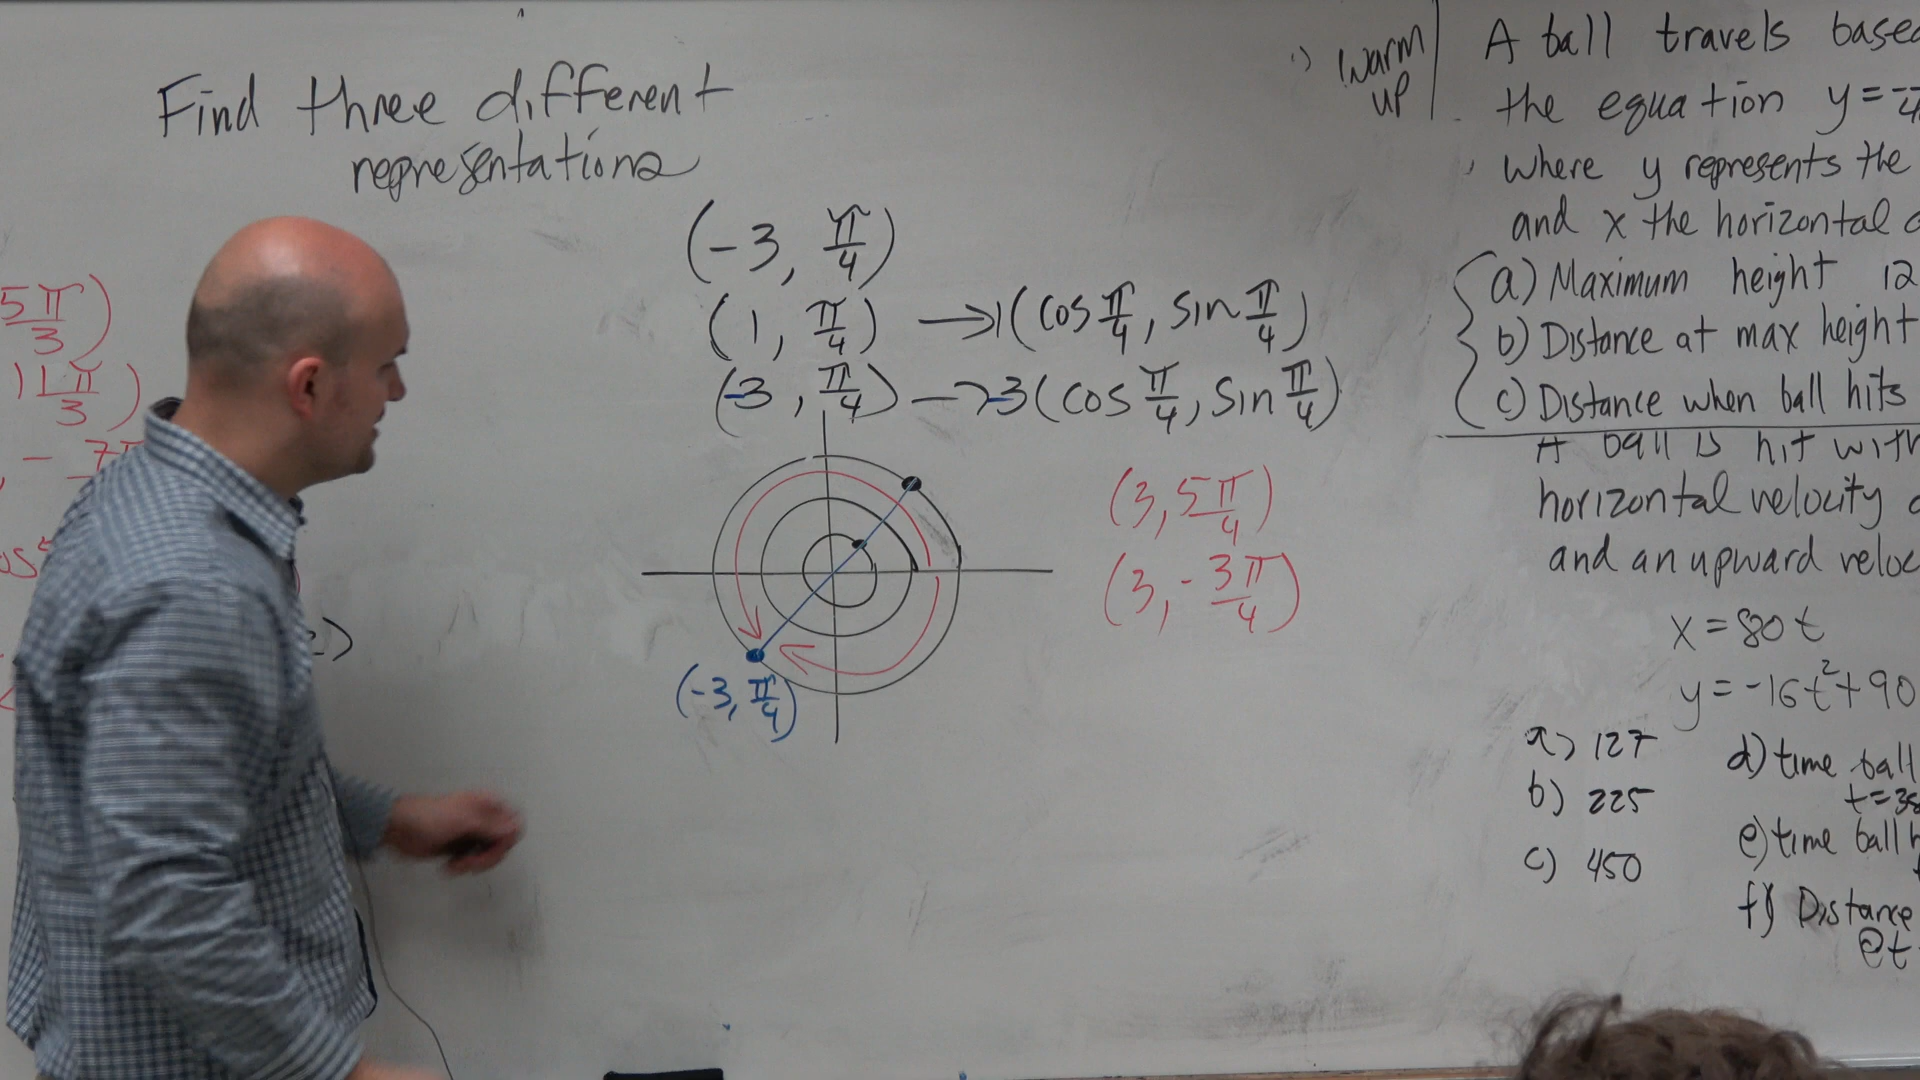 Find three different
representations
(-3, π/4)
(1, π/4) → 1(cos π/4, sin π/4)
(-3, π/4) → -3(cos π/4, sin π/4)
(3, 5π/4)
(3, -3π/4)
(-3, π/4)
5π/3)
11π/3)
, - 7π
1) warm up
A ball travels based
the equation y = -
where y represents the
and x the horizontal
a) Maximum height 12
b) Distance at max height
c) Distance when ball hits
A ball is hit with
horizontal velocity
and an upward veloc
x = 80t
y = -16t² + 90
a) 127
b) 225
c) 450
d) time ball
e) time ball h
f) Distance
@t